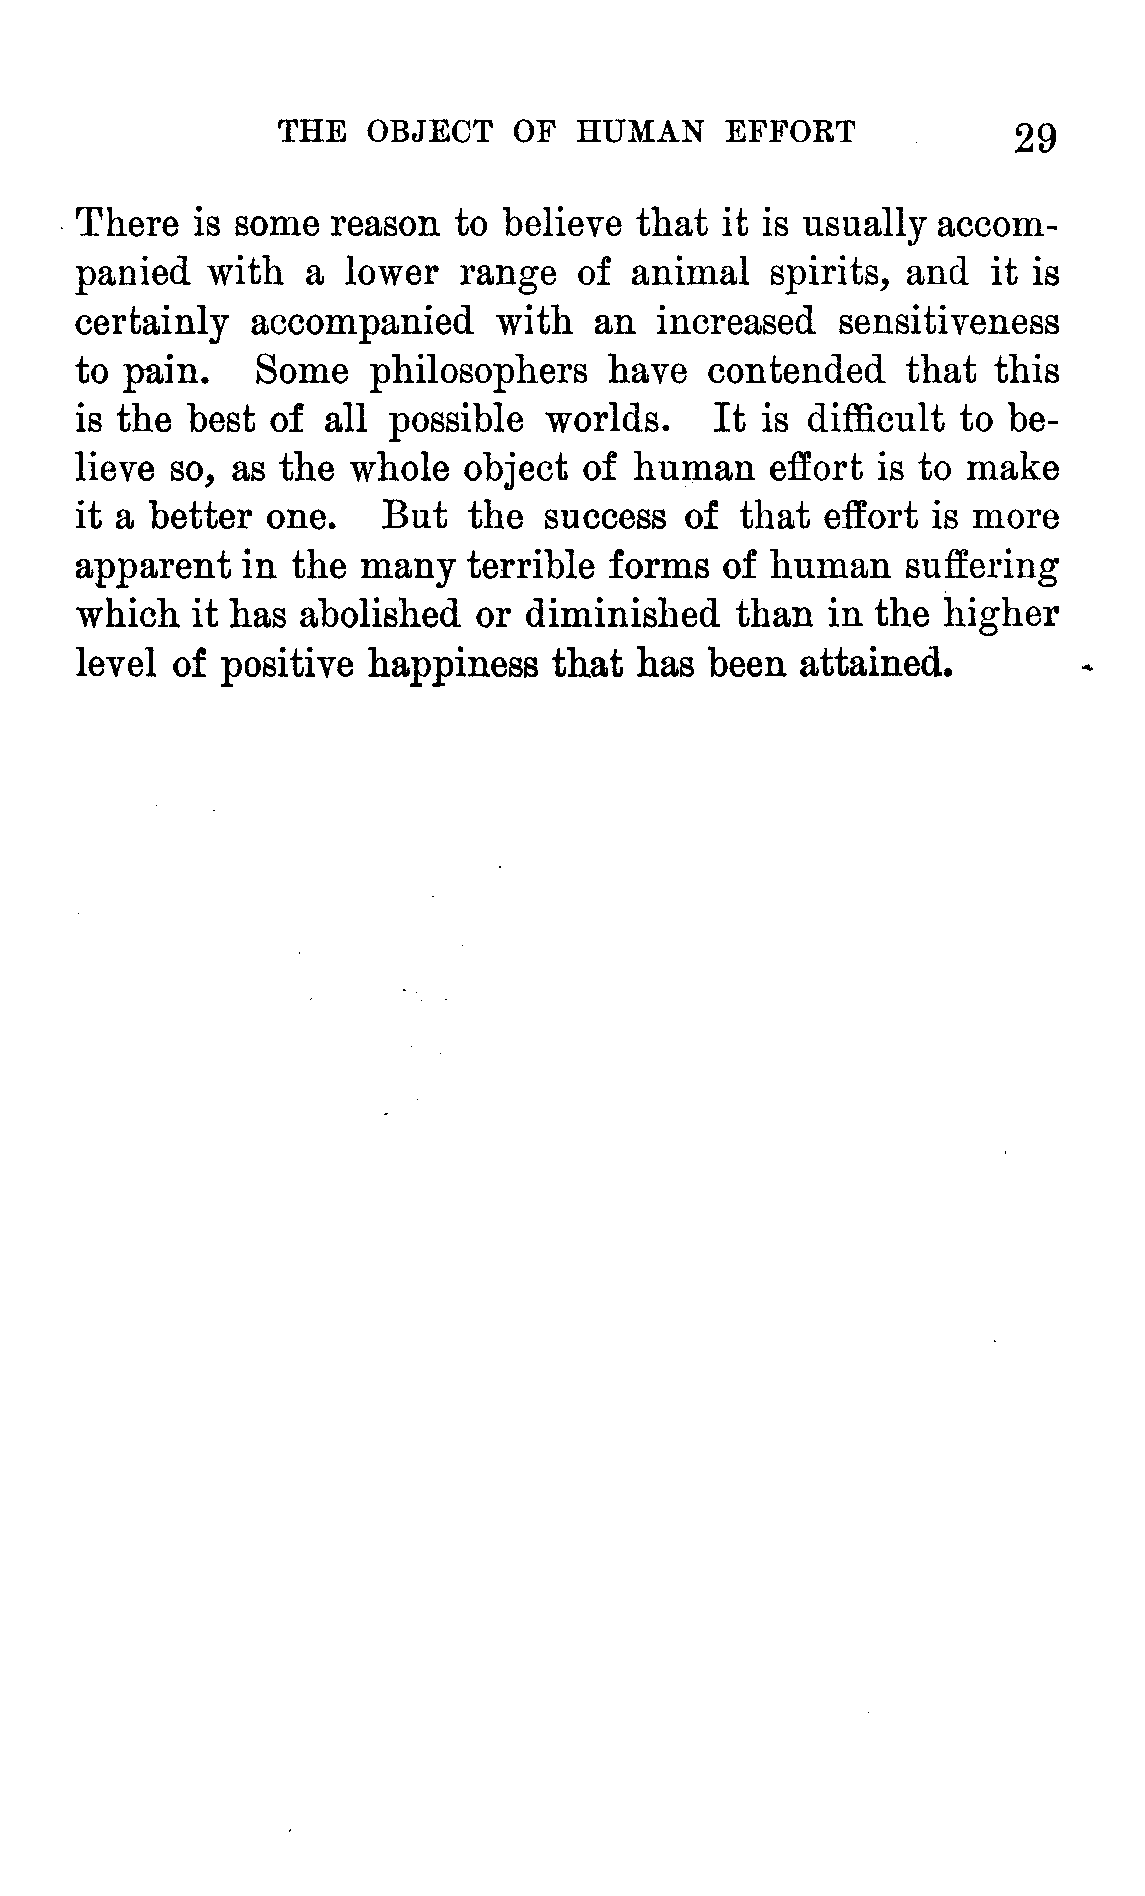 THE OBJECT OF HUMAN EFFORT 29
There is some reason to believe that it is usually accom-
panied with a lower range of animal spirits, and it is
certainly accompanied with an increased sensitiveness
to pain. Some philosophers have contended that this
is the best of all possible worlds. It is difficult to be-
lieve so, as the whole object of human effort is to make
it a better one. But the success of that effort is more
apparent in the many terrible forms of human suffering
which it has abolished or diminished than in the higher
level of positive happiness that has been attained.